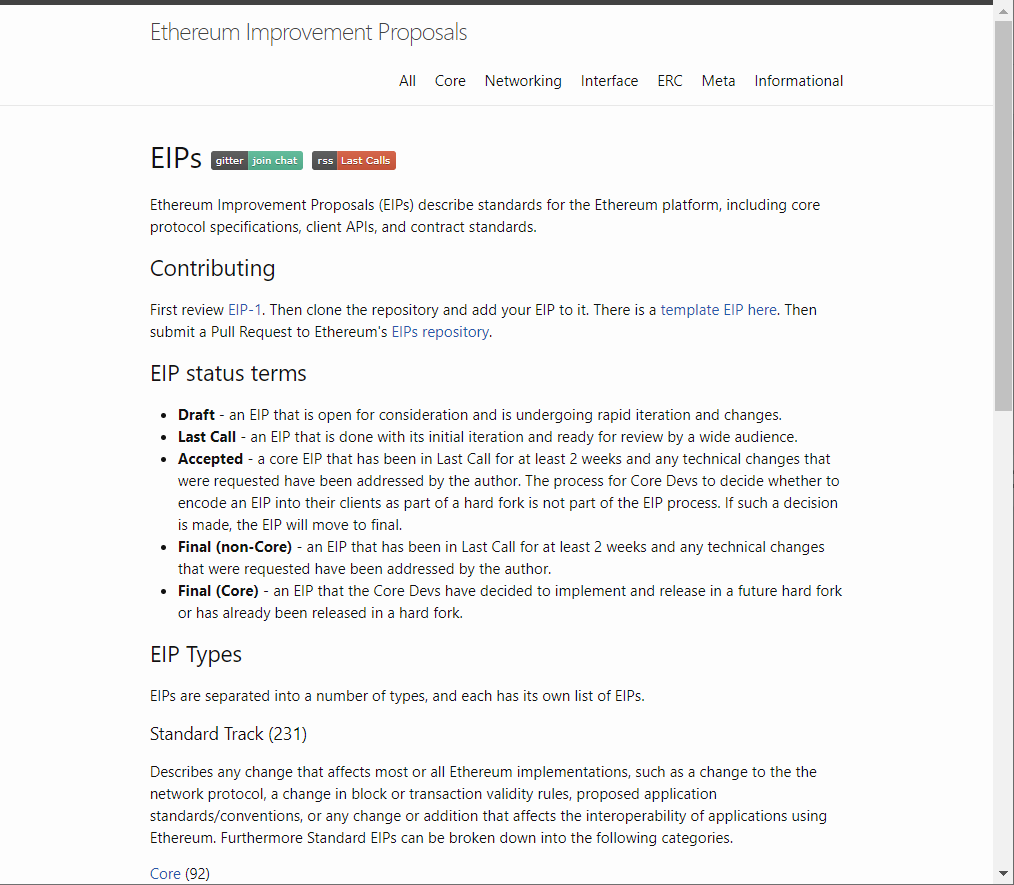 Ethereum Improvement Proposals
All Core Networking Interface ERC Meta Informational
EIPs gitter join chat rss Last Calls
Ethereum Improvement Proposals (EIPs) describe standards for the Ethereum platform, including core
protocol specifications, client APIs, and contract standards.
Contributing
First review EIP-1. Then clone the repository and add your EIP to it. There is a template EIP here. Then
submit a Pull Request to Ethereum's EIPs repository.
EIP status terms
• Draft - an EIP that is open for consideration and is undergoing rapid iteration and changes.
• Last Call - an EIP that is done with its initial iteration and ready for review by a wide audience.
• Accepted - a core EIP that has been in Last Call for at least 2 weeks and any technical changes that
were requested have been addressed by the author. The process for Core Devs to decide whether to
encode an EIP into their clients as part of a hard fork is not part of the EIP process. If such a decision
is made, the EIP will move to final.
• Final (non-Core) - an EIP that has been in Last Call for at least 2 weeks and any technical changes
that were requested have been addressed by the author.
• Final (Core) - an EIP that the Core Devs have decided to implement and release in a future hard fork
or has already been released in a hard fork.
EIP Types
EIPs are separated into a number of types, and each has its own list of EIPs.
Standard Track (231)
Describes any change that affects most or all Ethereum implementations, such as a change to the the
network protocol, a change in block or transaction validity rules, proposed application
standards/conventions, or any change or addition that affects the interoperability of applications using
Ethereum. Furthermore Standard EIPs can be broken down into the following categories.
Core (92)